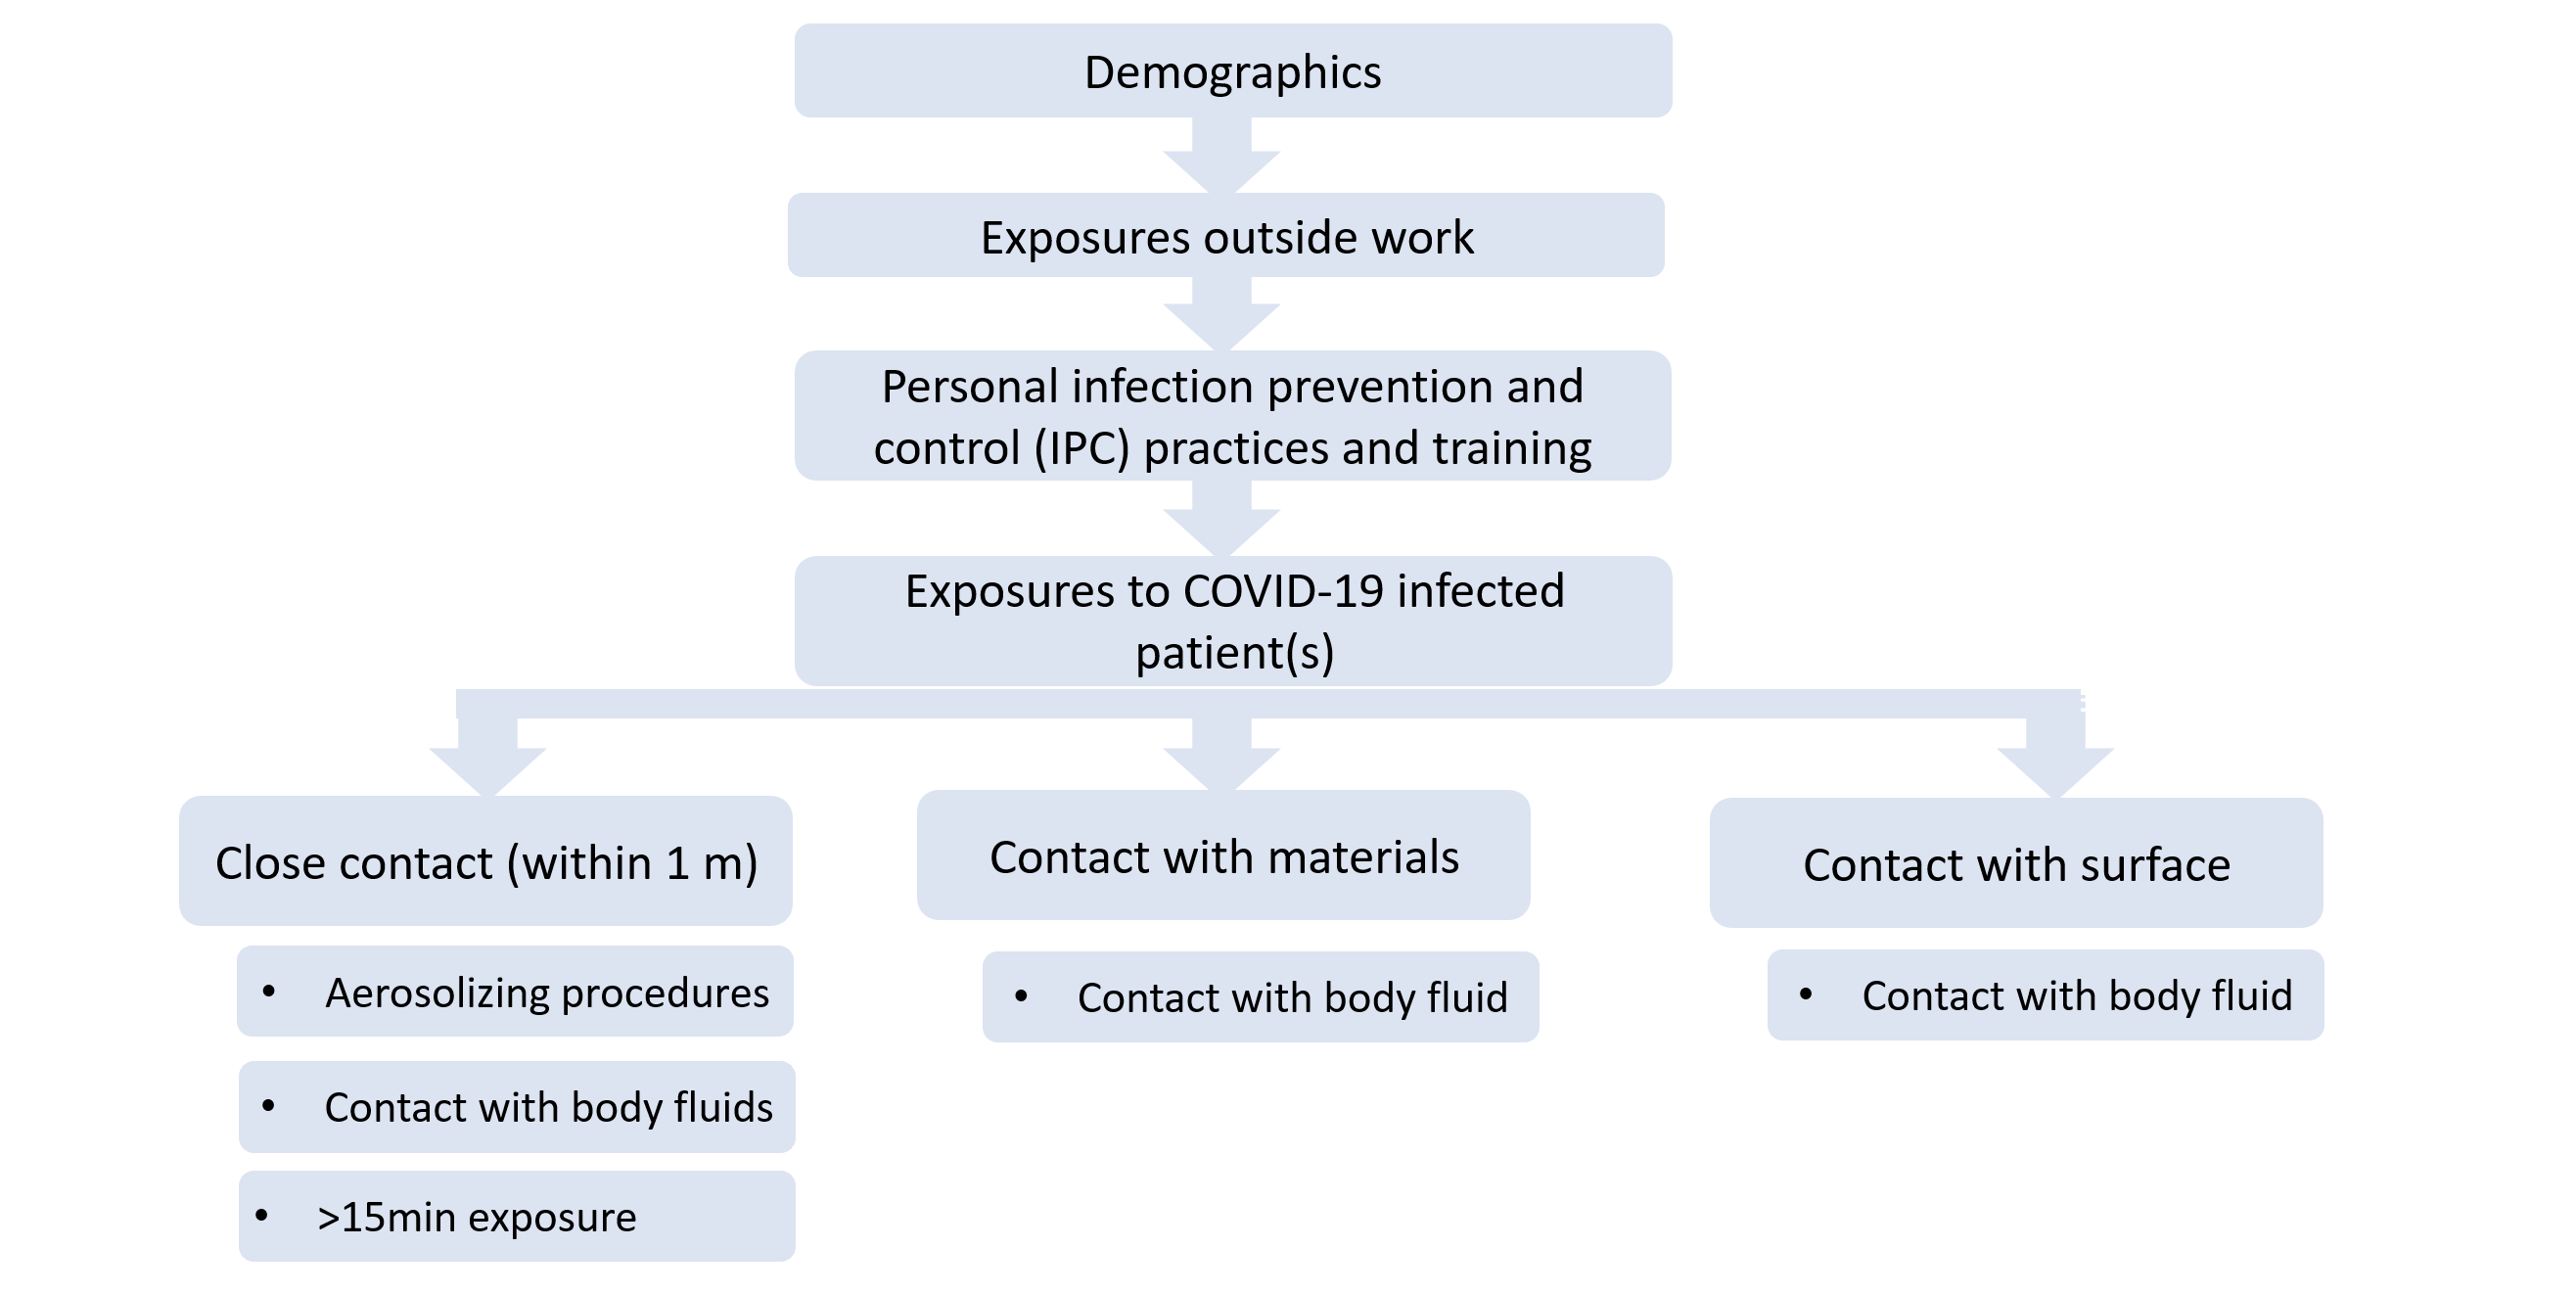 Demographics
Exposures outside work
Personal infection prevention and
control (IPC) practices and training
Exposures to COVID-19 infected
patient(s)
Close contact (within 1 m)
• Aerosolizing procedures
• Contact with body fluids
• >15min exposure
Contact with materials
• Contact with body fluid
Contact with surface
• Contact with body fluid